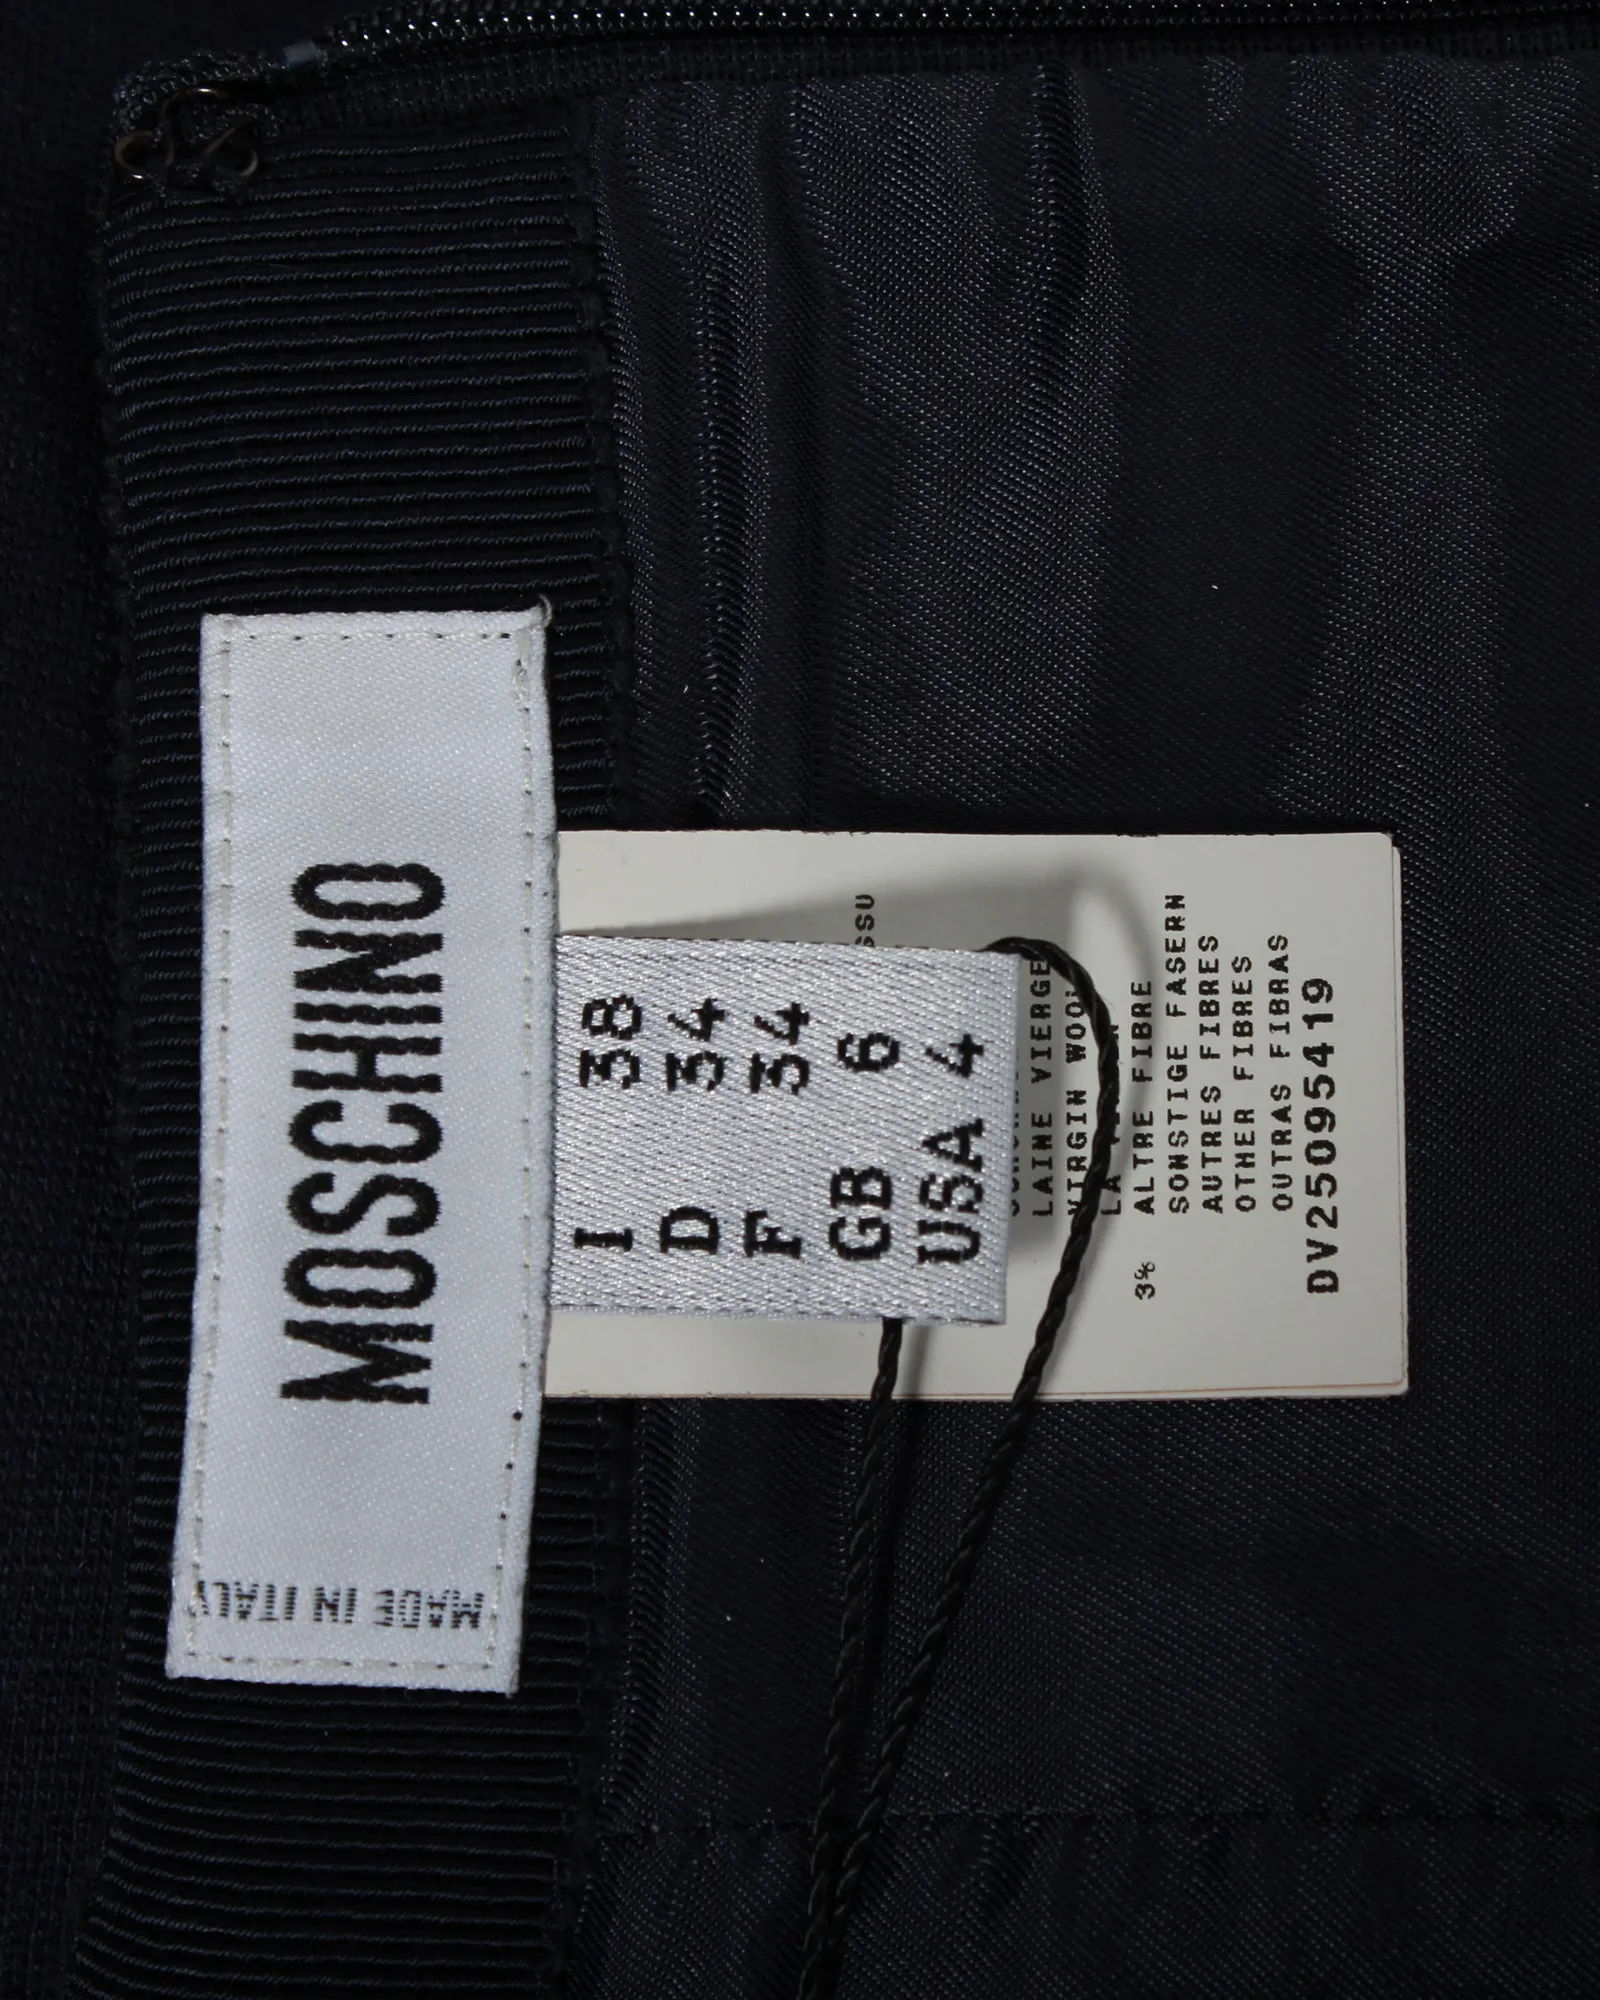 MOSCHINO
MADE IN ITALY
I 38
D 34
F 34
GB 6
USA 4
LAINE VIERGE
VIRGIN WOOL
3% ALTRE FIBRE
SONSTIGE FASERN
AUTRES FIBRES
OTHER FIBRES
OUTRAS FIBRAS
DV25095419